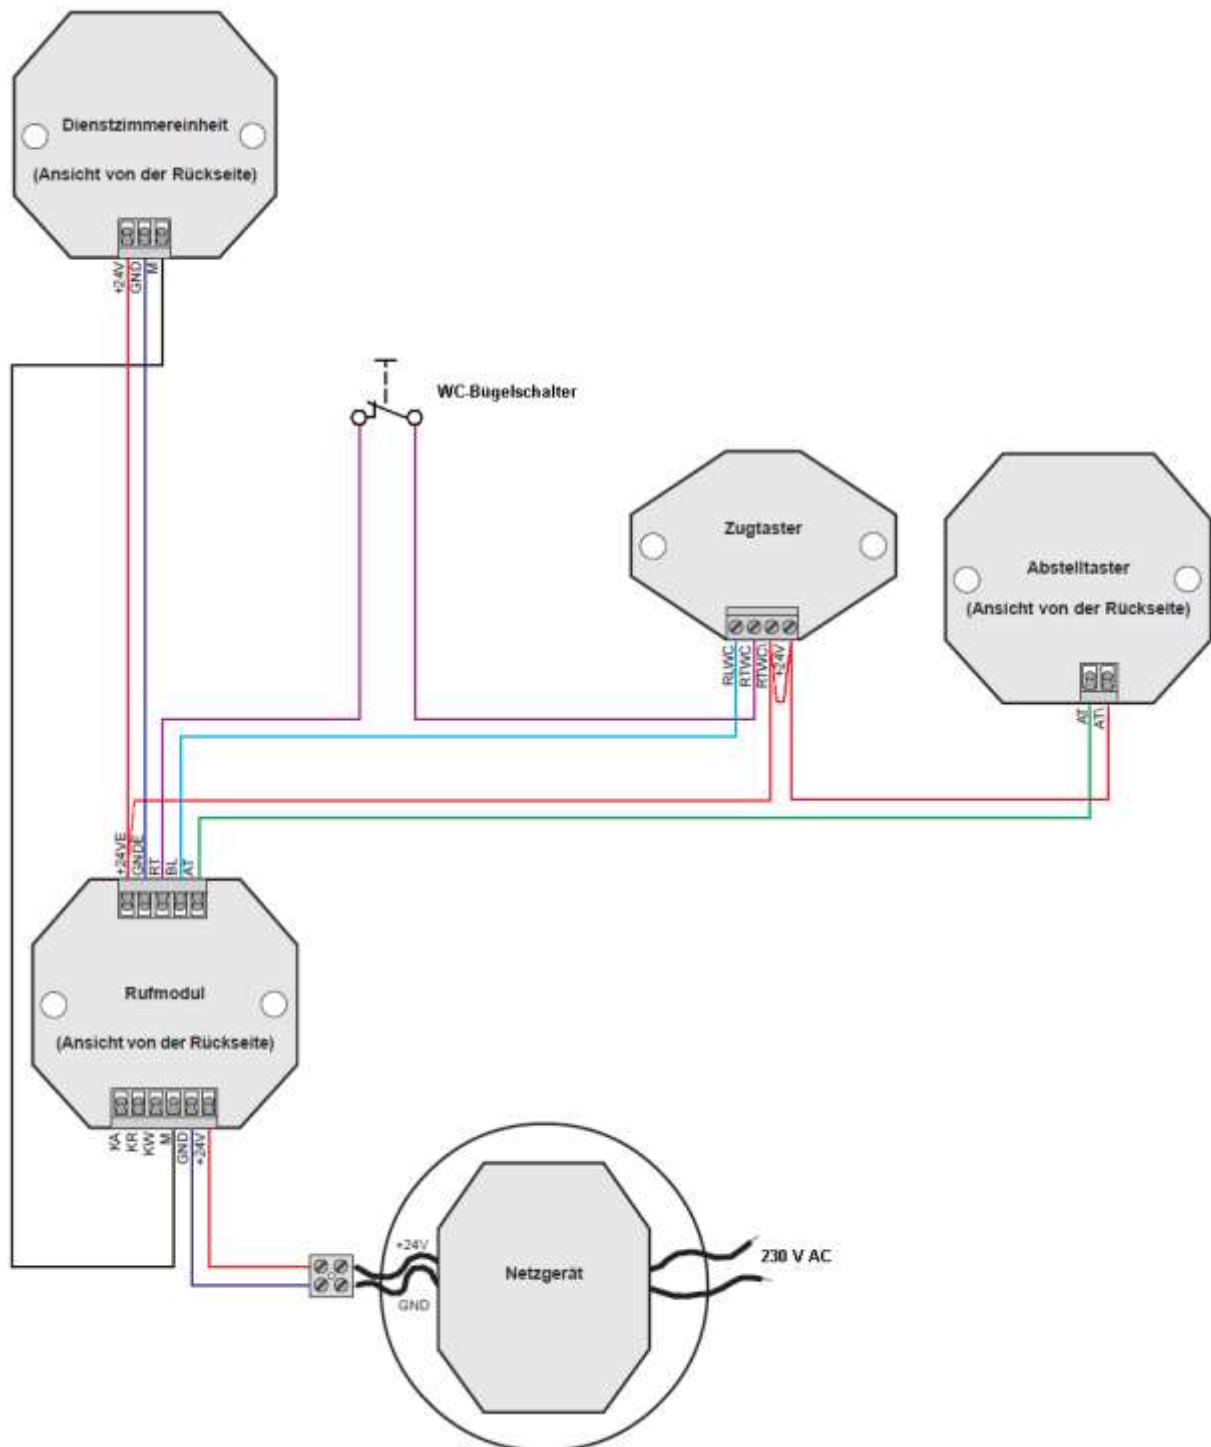 Dienstzimmereinheit
(Ansicht von der Rückseite)
+24V
GND
M
WC-Bügelschalter
Zugtaster
RLWC
RTWC
RTWC\
+24V
Abstelltaster
(Ansicht von der Rückseite)
AT
AT\
+24VE
GNDE
RT
BL
AT
Rufmodul
(Ansicht von der Rückseite)
KA
KR
KW
M
GND
+24V
+24V
GND
Netzgerät
230 V AC